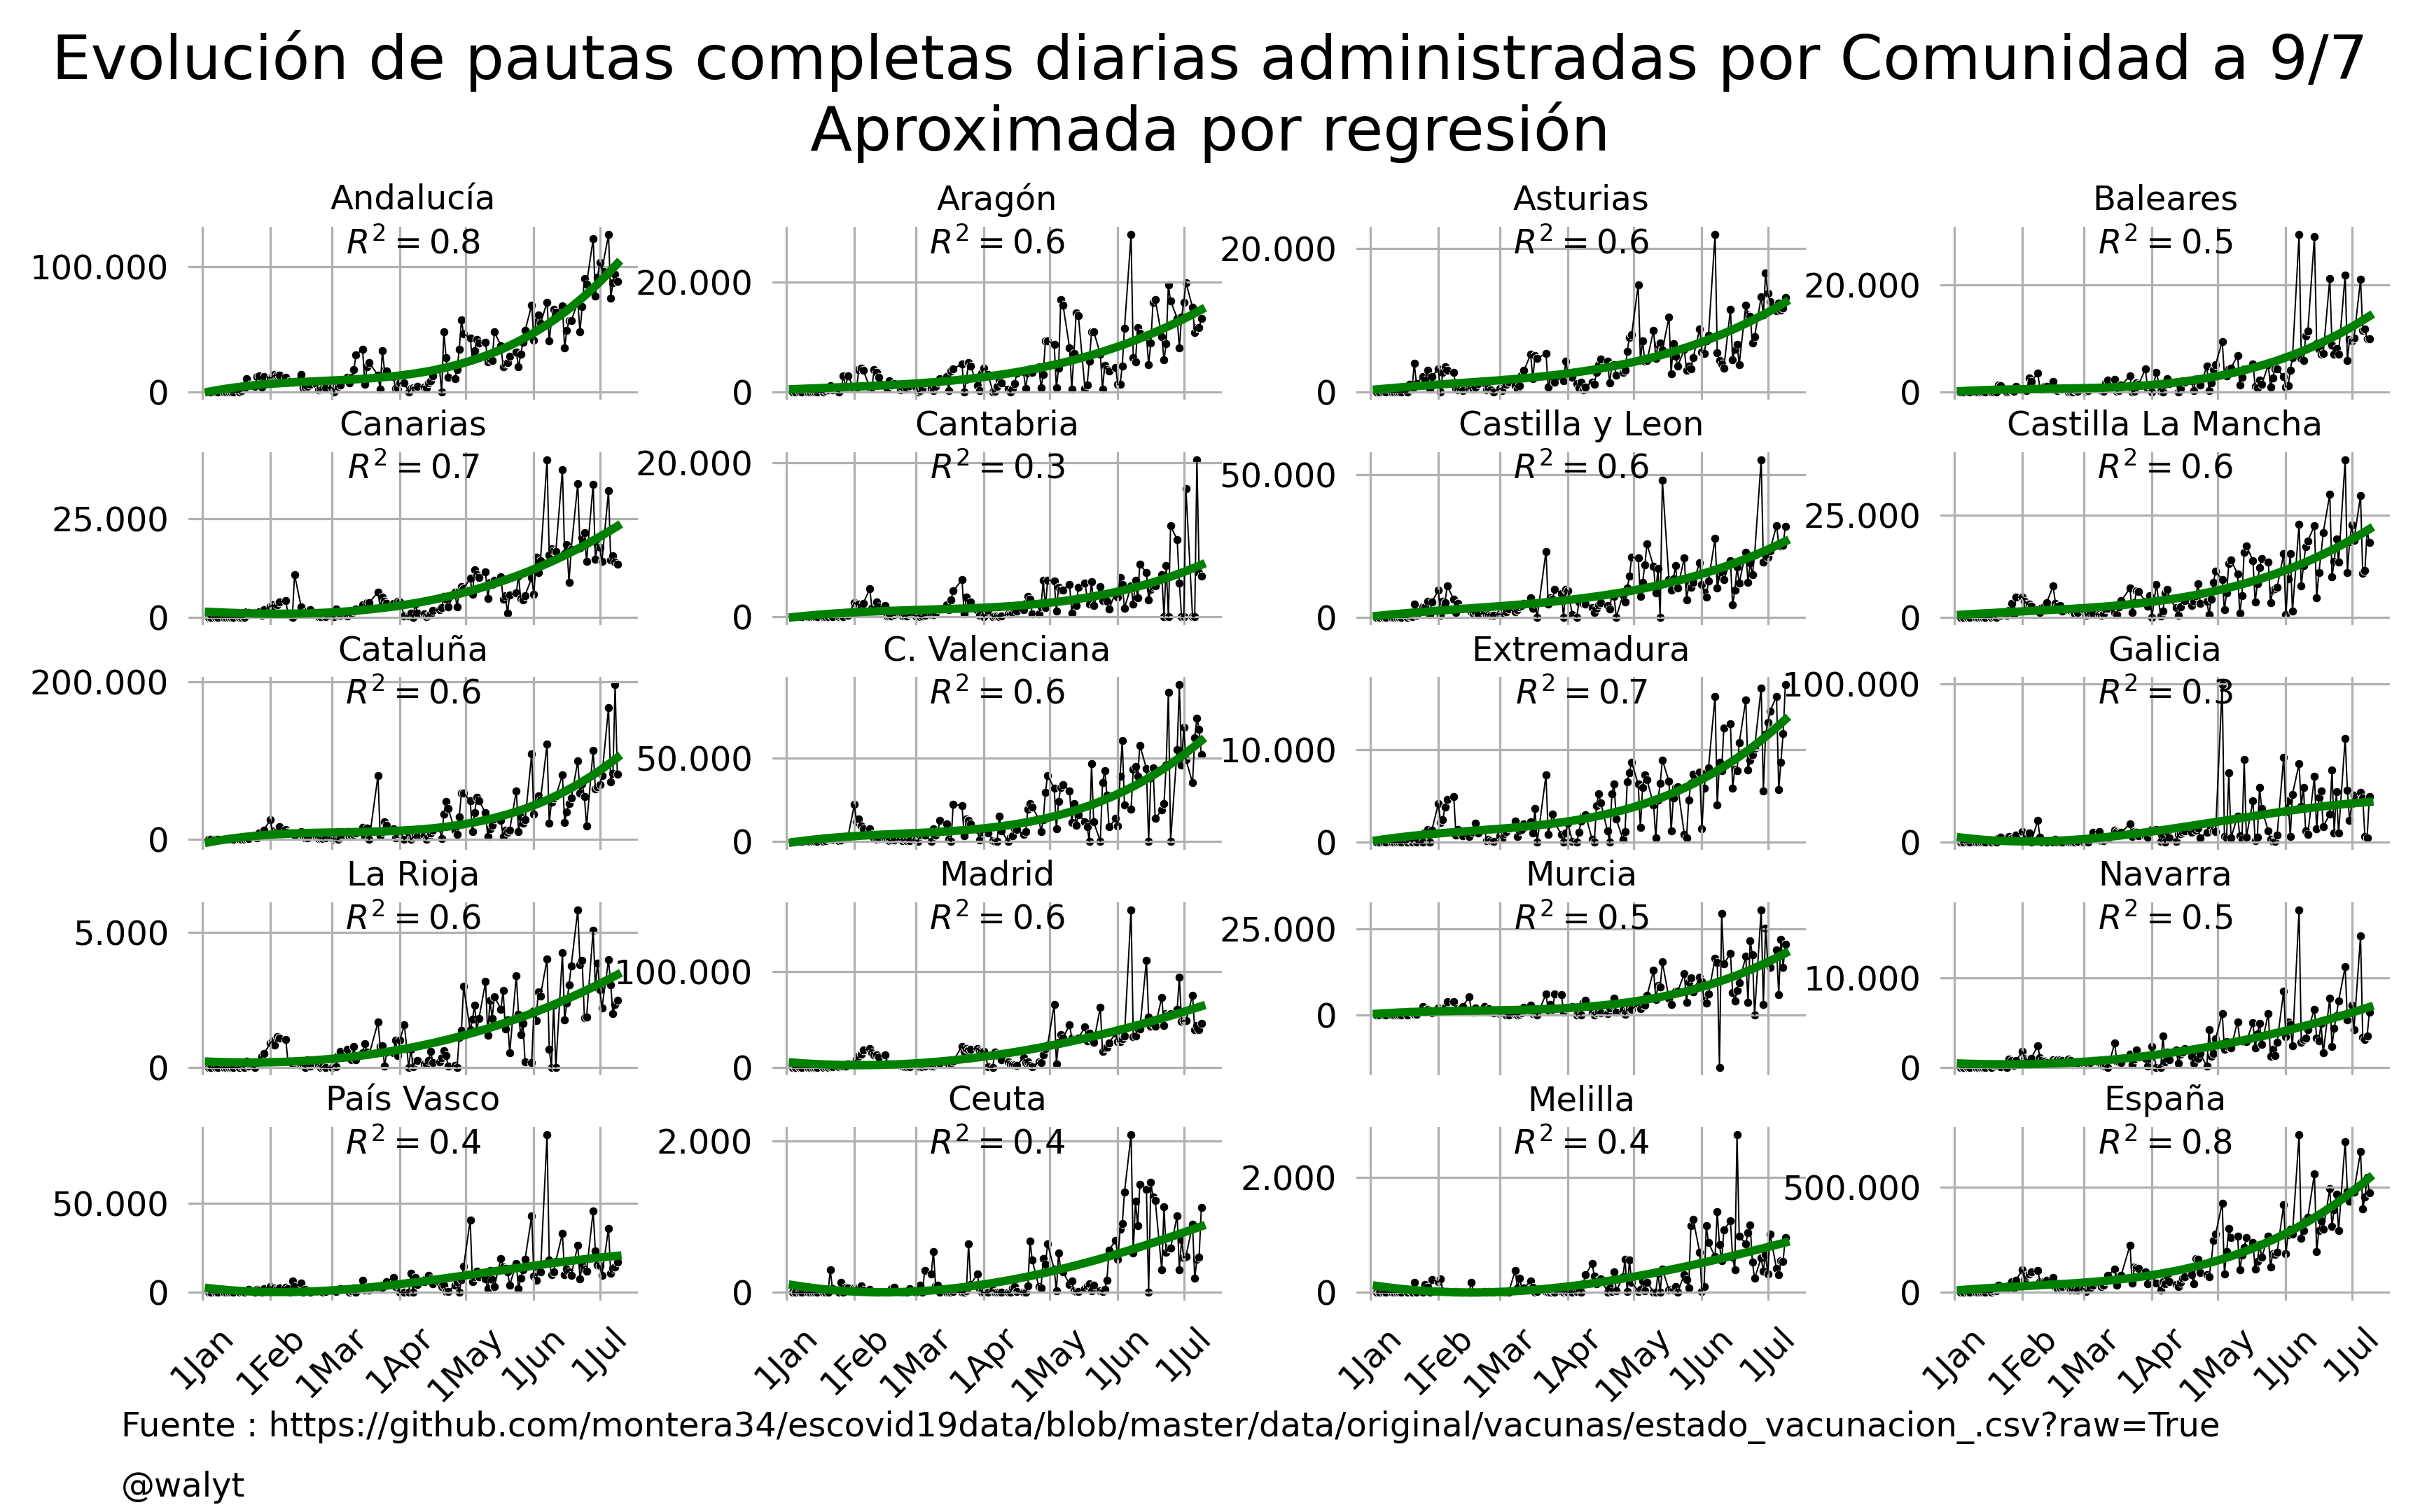 Evolución de pautas completas diarias administradas por Comunidad a 9/7
Aproximada por regresión
Andalucía
R² = 0.8
100.000
0
Aragón
R² = 0.6
20.000
0
Asturias
R² = 0.6
20.000
0
Baleares
R² = 0.5
20.000
0
Canarias
R² = 0.7
25.000
0
Cantabria
R² = 0.3
20.000
0
Castilla y Leon
R² = 0.6
50.000
0
Castilla La Mancha
R² = 0.6
25.000
0
Cataluña
R² = 0.6
200.000
0
C. Valenciana
R² = 0.6
50.000
0
Extremadura
R² = 0.7
10.000
0
Galicia
R² = 0.3
100.000
0
La Rioja
R² = 0.6
5.000
0
Madrid
R² = 0.6
100.000
0
Murcia
R² = 0.5
25.000
0
Navarra
R² = 0.5
10.000
0
País Vasco
R² = 0.4
50.000
0
Ceuta
R² = 0.4
2.000
0
Melilla
R² = 0.4
2.000
0
España
R² = 0.8
500.000
0
1Jan 1Feb 1Mar 1Apr 1May 1Jun 1Jul
1Jan 1Feb 1Mar 1Apr 1May 1Jun 1Jul
1Jan 1Feb 1Mar 1Apr 1May 1Jun 1Jul
1Jan 1Feb 1Mar 1Apr 1May 1Jun 1Jul
Fuente : https://github.com/montera34/escovid19data/blob/master/data/original/vacunas/estado_vacunacion_.csv?raw=True
@walyt